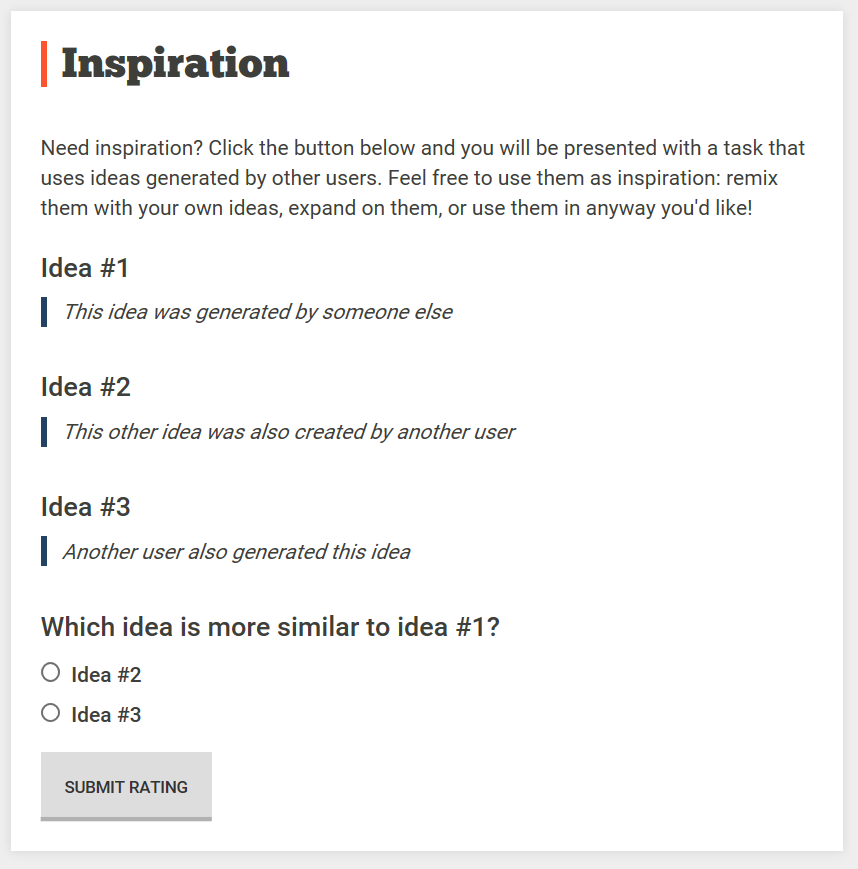 Inspiration
Need inspiration? Click the button below and you will be presented with a task that
uses ideas generated by other users. Feel free to use them as inspiration: remix
them with your own ideas, expand on them, or use them in anyway you'd like!
Idea #1
This idea was generated by someone else
Idea #2
This other idea was also created by another user
Idea #3
Another user also generated this idea
Which idea is more similar to idea #1?
Idea #2
Idea #3
SUBMIT RATING